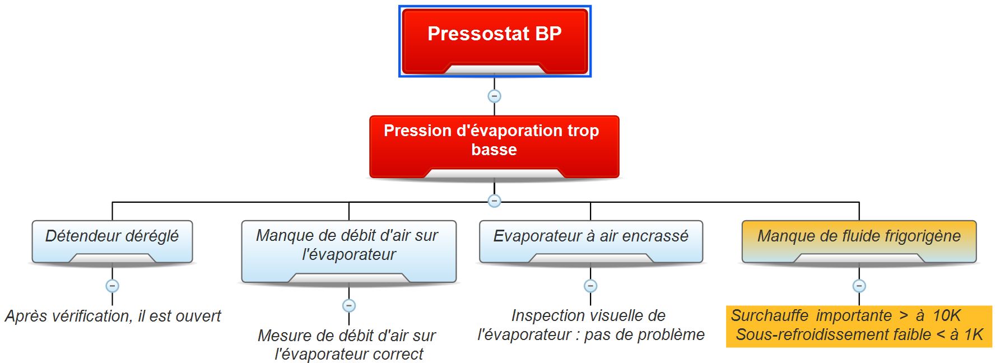 Pressostat BP
Pression d'évaporation trop
basse
Détendeur déréglé
Manque de débit d'air sur
l'évaporateur
Evaporateur à air encrassé
Manque de fluide frigorigène
Après vérification, il est ouvert
Mesure de débit d'air sur
l'évaporateur correct
Inspection visuelle de
l'évaporateur : pas de problème
Surchauffe importante > à 10K
Sous-refroidissement faible < à 1K